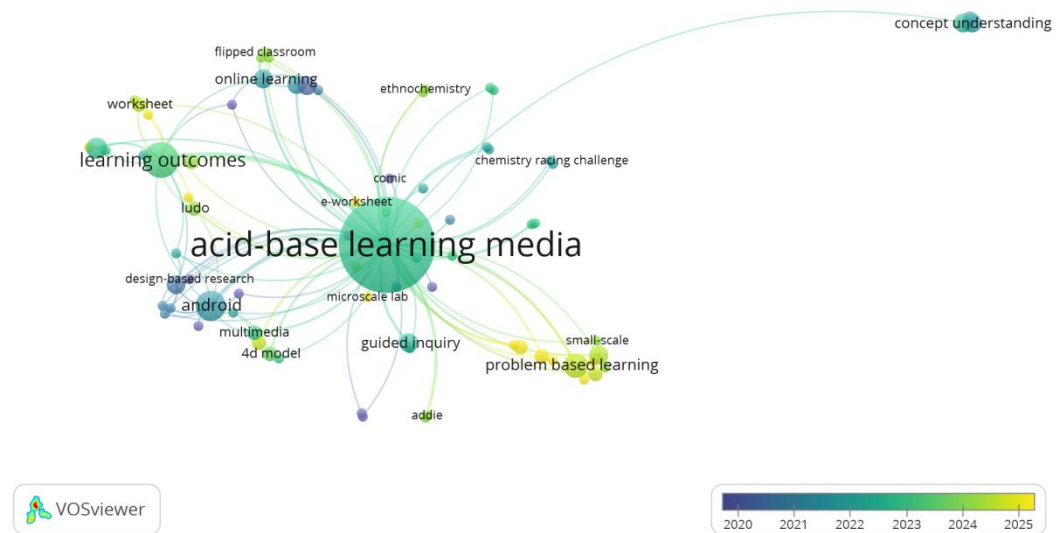 concept understanding
flipped classroom
online learning
ethnochemistry
worksheet
learning outcomes
chemistry racing challenge
comic
e-worksheet
ludo
acid-base learning media
design-based research
microscale lab
android
multimedia
guided inquiry
small-scale
4d model
problem based learning
addie
VOSviewer
2020 2021 2022 2023 2024 2025